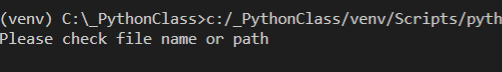 (venv) C:\_PythonClass>c:/_PythonClass/venv/Scripts/pyth
Please check file name or path